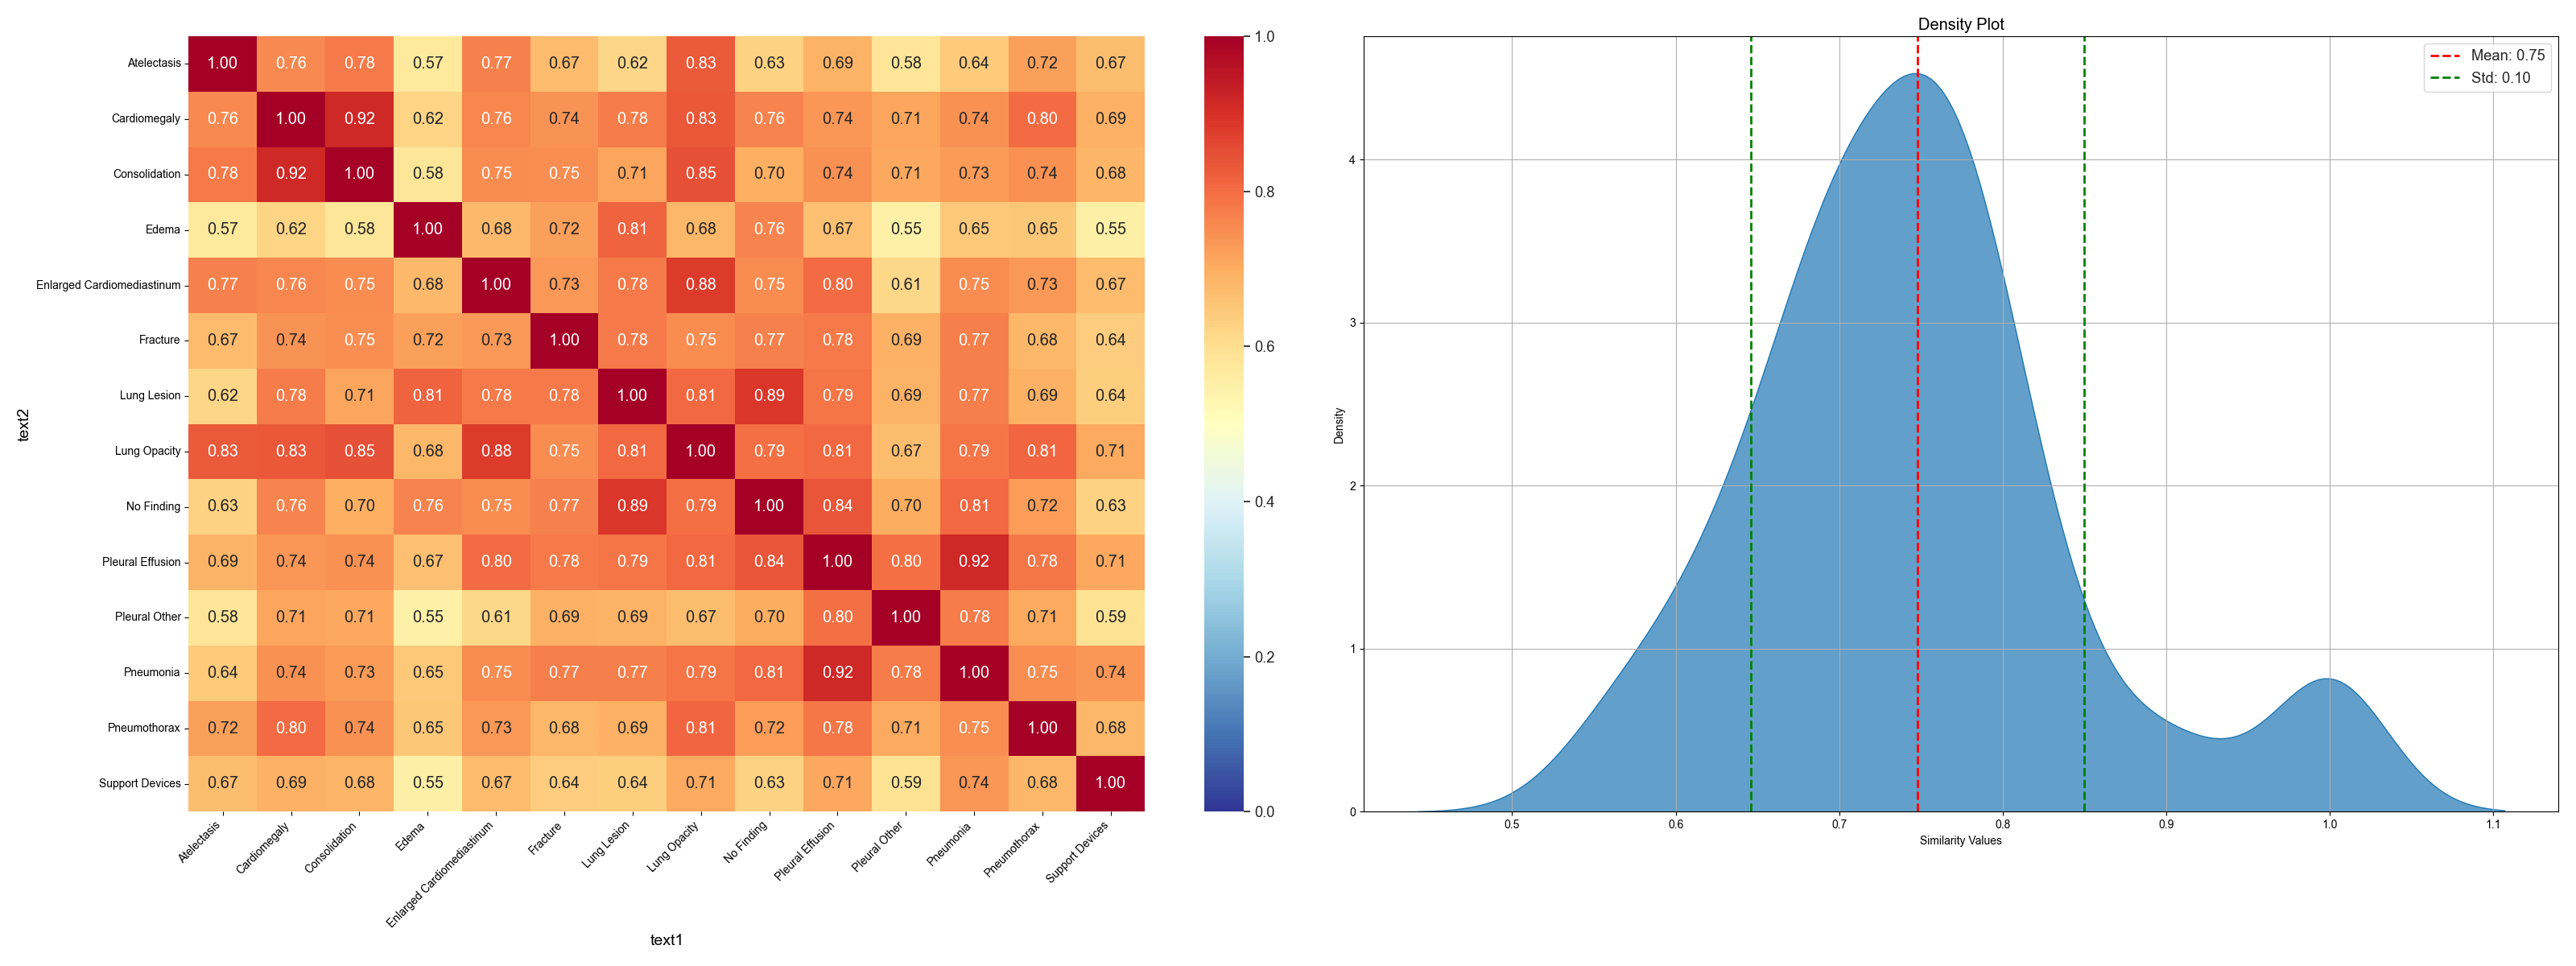 Atelectasis 1.00 0.76 0.78 0.57 0.77 0.67 0.62 0.83 0.63 0.69 0.58 0.64 0.72 0.67
Cardiomegaly 0.76 1.00 0.92 0.62 0.76 0.74 0.78 0.83 0.76 0.74 0.71 0.74 0.80 0.69
Consolidation 0.78 0.92 1.00 0.58 0.75 0.75 0.71 0.85 0.70 0.74 0.71 0.73 0.74 0.68
Edema 0.57 0.62 0.58 1.00 0.68 0.72 0.81 0.68 0.76 0.67 0.55 0.65 0.65 0.55
Enlarged Cardiomediastinum 0.77 0.76 0.75 0.68 1.00 0.73 0.78 0.88 0.75 0.80 0.61 0.75 0.73 0.67
Fracture 0.67 0.74 0.75 0.72 0.73 1.00 0.78 0.75 0.77 0.78 0.69 0.77 0.68 0.64
Lung Lesion 0.62 0.78 0.71 0.81 0.78 0.78 1.00 0.81 0.89 0.79 0.69 0.77 0.69 0.64
Lung Opacity 0.83 0.83 0.85 0.68 0.88 0.75 0.81 1.00 0.79 0.81 0.67 0.79 0.81 0.71
No Finding 0.63 0.76 0.70 0.76 0.75 0.77 0.89 0.79 1.00 0.84 0.70 0.81 0.72 0.63
Pleural Effusion 0.69 0.74 0.74 0.67 0.80 0.78 0.79 0.81 0.84 1.00 0.80 0.92 0.78 0.71
Pleural Other 0.58 0.71 0.71 0.55 0.61 0.69 0.69 0.67 0.70 0.80 1.00 0.78 0.71 0.59
Pneumonia 0.64 0.74 0.73 0.65 0.75 0.77 0.77 0.79 0.81 0.92 0.78 1.00 0.75 0.74
Pneumothorax 0.72 0.80 0.74 0.65 0.73 0.68 0.69 0.81 0.72 0.78 0.71 0.75 1.00 0.68
Support Devices 0.67 0.69 0.68 0.55 0.67 0.64 0.64 0.71 0.63 0.71 0.59 0.74 0.68 1.00
text2
Atelectasis
Cardiomegaly
Consolidation
Edema
Enlarged Cardiomediastinum
Fracture
Lung Lesion
Lung Opacity
No Finding
Pleural Effusion
Pleural Other
Pneumonia
Pneumothorax
Support Devices
text1
1.0
0.8
0.6
0.4
0.2
0.0
Density Plot
Mean: 0.75
Std: 0.10
Density
4
3
2
1
0
0.5 0.6 0.7 0.8 0.9 1.0 1.1
Similarity Values